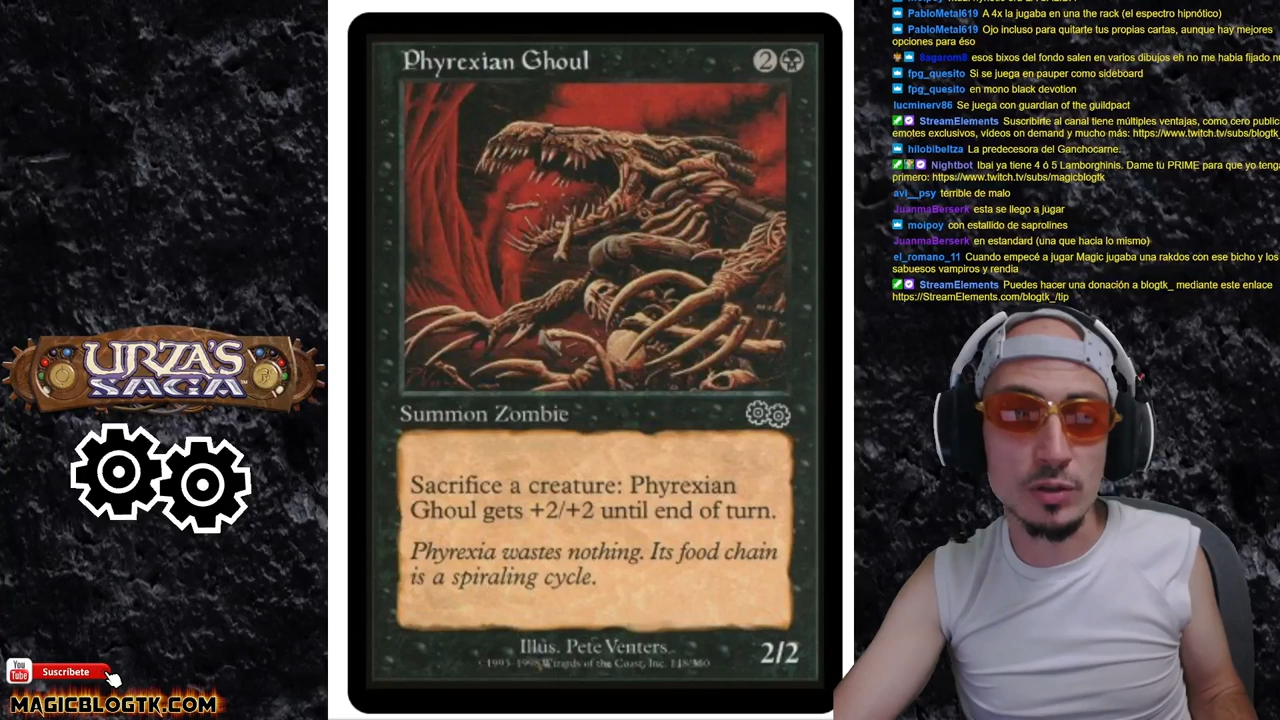 URZA'S
SAGA
You
Tube
Suscríbete
MAGICBLOGTK.COM
Phyrexian Ghoul
2
Summon Zombie
Sacrifice a creature: Phyrexian
Ghoul gets +2/+2 until end of turn.
Phyrexia wastes nothing. Its food chain
is a spiraling cycle.
Illus. Pete Venters
2/2
PabloMetal619 A 4x la jugaba en una the rack (el espectro hipnótico)
PabloMetal619 Ojo incluso para quitarte tus propias cartas, aunque hay mejores
opciones para éso
esos bixos del fondo salen en varios dibujos eh no me habia fijado
fpg_quesito Si se juega en pauper como sideboard
fpg_quesito en mono black devotion
lucminerv86 Se juega con guardian of the guildpact
StreamElements Suscribirte al canal tiene múltiples ventajas, como cero public
emotes exclusivos, vídeos on demand y mucho más: https://www.twitch.tv/subs/blogtk
hilobibeltza La predecesora del Ganchocarne.
Nightbot Ibai ya tiene 4 ó 5 Lamborghinis. Dame tu PRIME para que yo tenga
primero: https://www.twitch.tv/subs/magicblogtk
avi__psy terrible de malo
JuanmaBerserk esta se llego a jugar
moipoy con estallido de saprolines
JuanmaBerserk en estandard (una que hacia lo mismo)
el_romano_11 Cuando empecé a jugar Magic jugaba una rakdos con ese bicho y los
sabuesos vampiros y rendia
StreamElements Puedes hacer una donación a blogtk_ mediante este enlace
https://StreamElements.com/blogtk_/tip